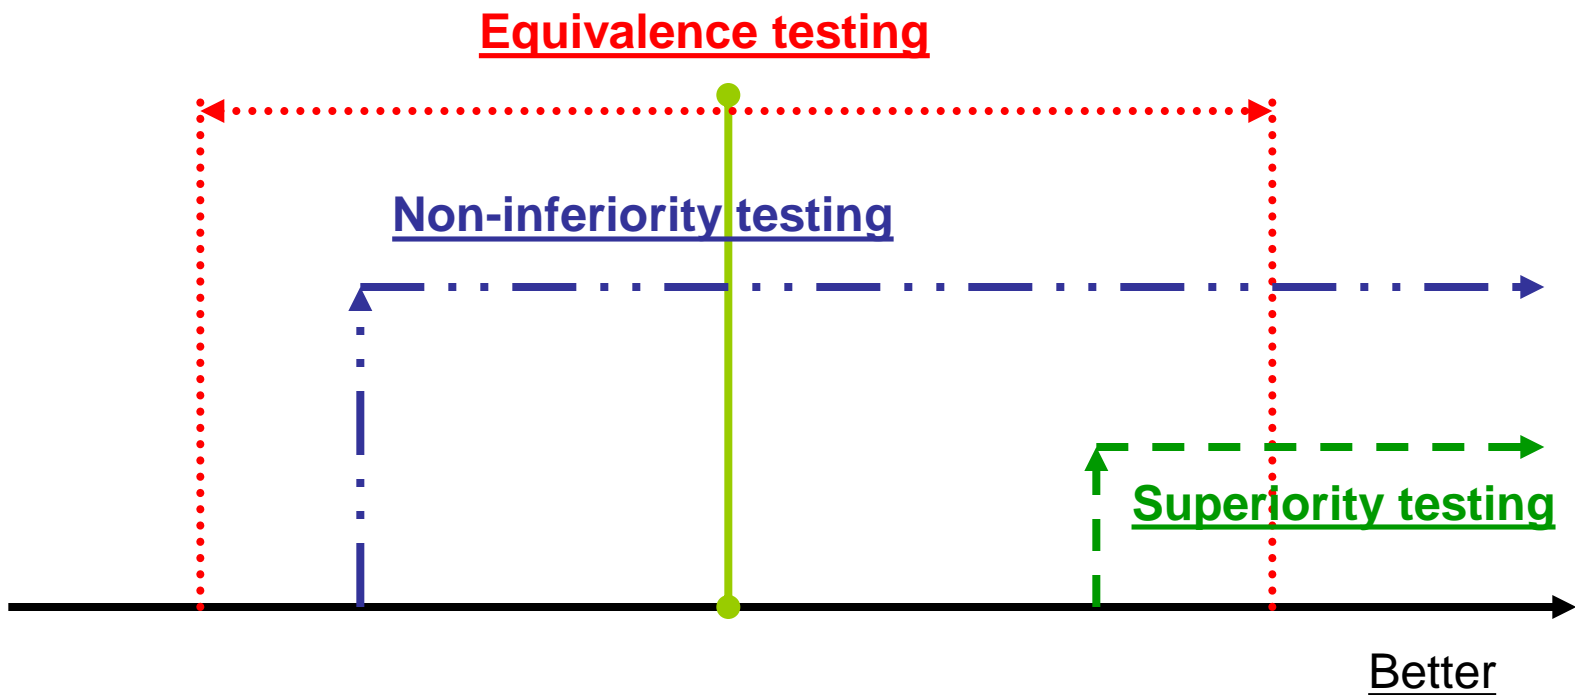 Equivalence testing
Non-inferiority testing
Superiority testing
Better